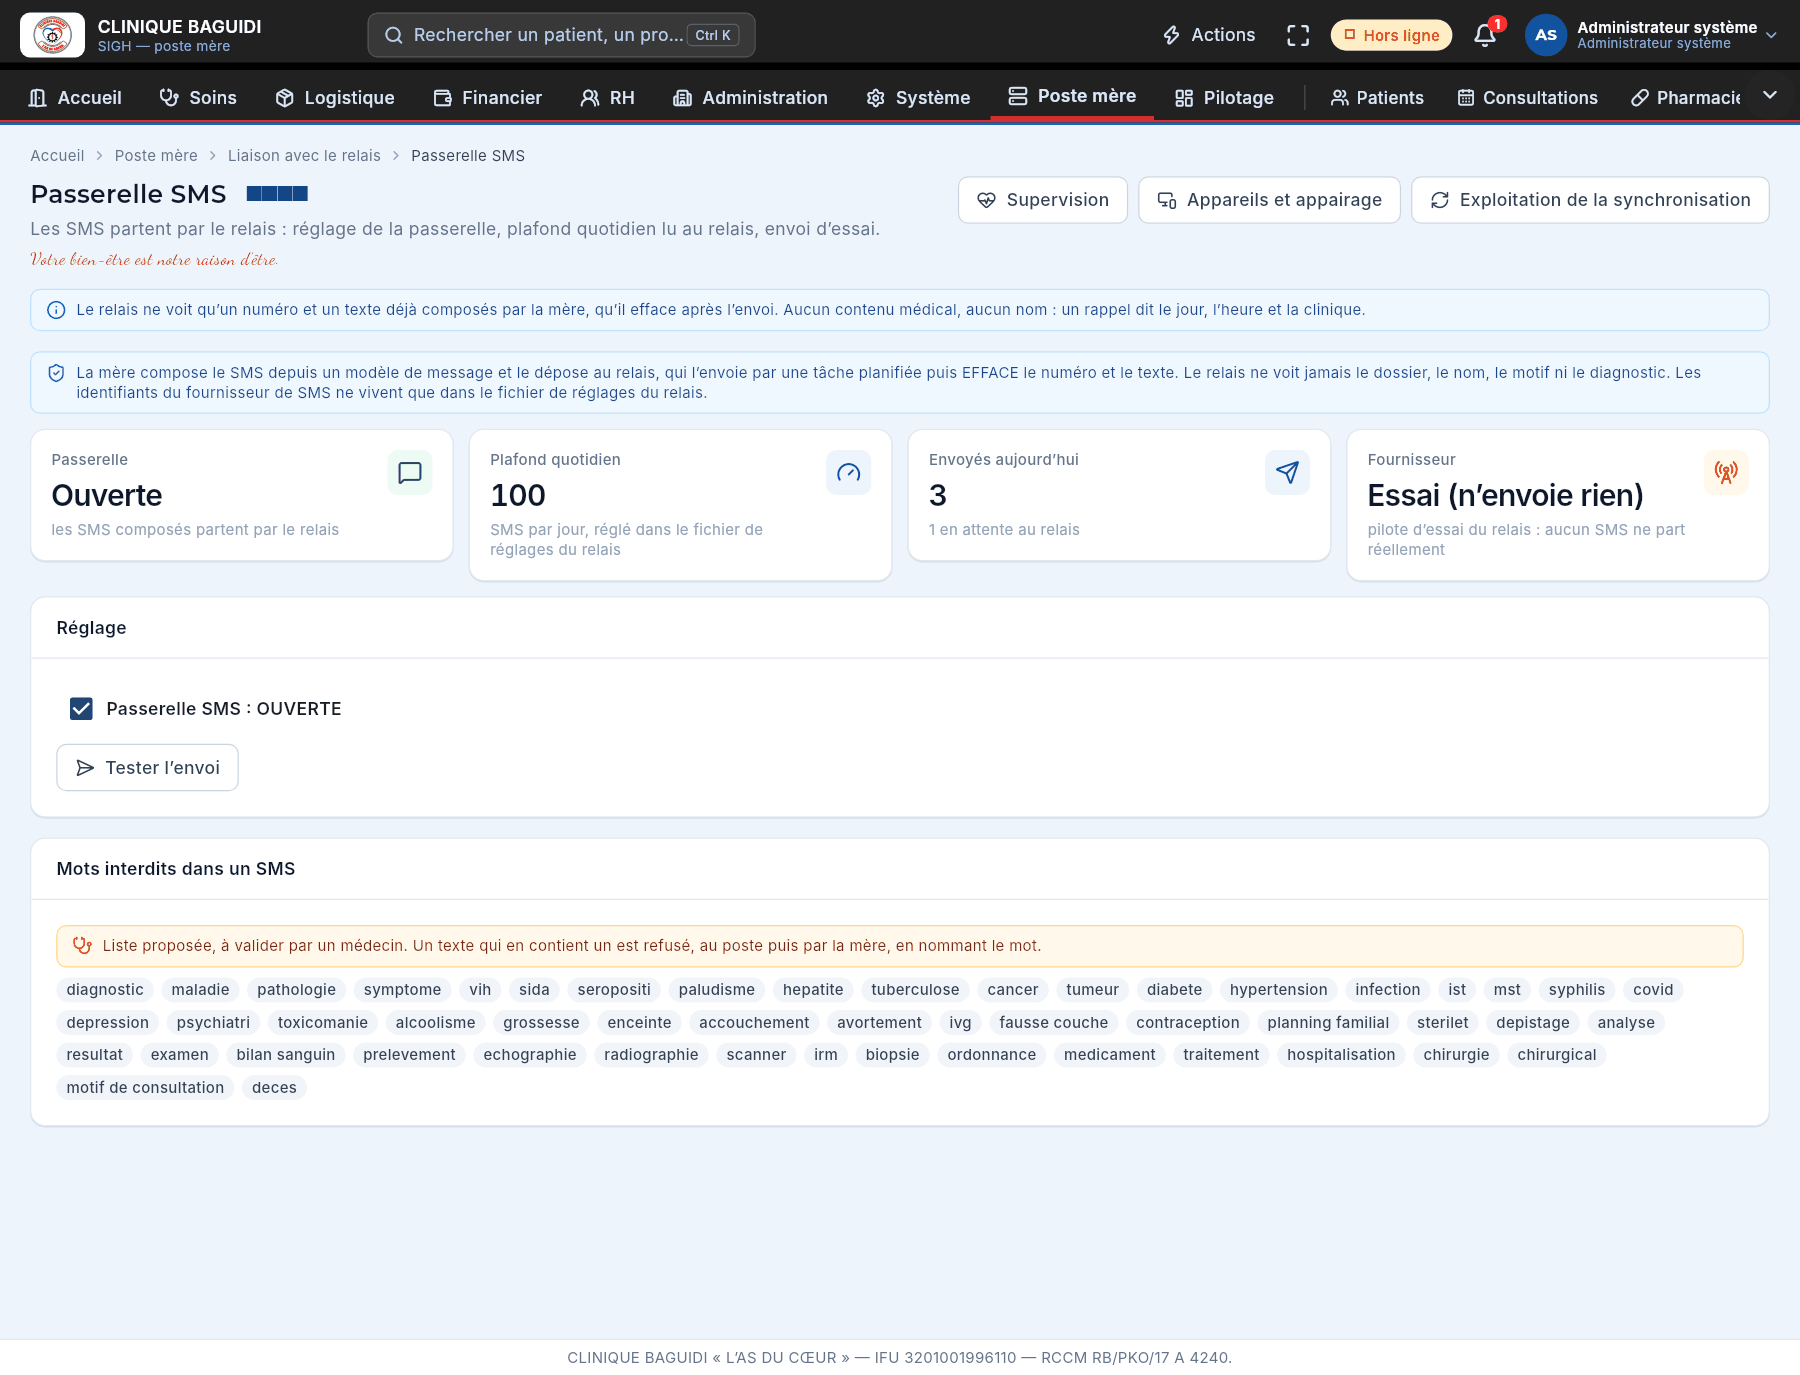 CLINIQUE BAGUIDI
SIGH — poste mère
Rechercher un patient, un pro... Ctrl K
Actions
Hors ligne
1
AS
Administrateur système
Administrateur système
Accueil
Soins
Logistique
Financier
RH
Administration
Système
Poste mère
Pilotage
Patients
Consultations
Pharmacie
Accueil > Poste mère > Liaison avec le relais > Passerelle SMS
Passerelle SMS
Les SMS partent par le relais : réglage de la passerelle, plafond quotidien lu au relais, envoi d’essai.
Votre bien-être est notre raison d'être.
Supervision
Appareils et appairage
Exploitation de la synchronisation
Le relais ne voit qu’un numéro et un texte déjà composés par la mère, qu’il efface après l’envoi. Aucun contenu médical, aucun nom : un rappel dit le jour, l’heure et la clinique.
La mère compose le SMS depuis un modèle de message et le dépose au relais, qui l’envoie par une tâche planifiée puis EFFACE le numéro et le texte. Le relais ne voit jamais le dossier, le nom, le motif ni le diagnostic. Les
identifiants du fournisseur de SMS ne vivent que dans le fichier de réglages du relais.
Passerelle
Ouverte
les SMS composés partent par le relais
Plafond quotidien
100
SMS par jour, réglé dans le fichier de
réglages du relais
Envoyés aujourd’hui
3
1 en attente au relais
Fournisseur
Essai (n’envoie rien)
pilote d’essai du relais : aucun SMS ne part
réellement
Réglage
Passerelle SMS : OUVERTE
Tester l’envoi
Mots interdits dans un SMS
Liste proposée, à valider par un médecin. Un texte qui en contient un est refusé, au poste puis par la mère, en nommant le mot.
diagnostic maladie pathologie symptome vih sida seropositi paludisme hepatite tuberculose cancer tumeur diabete hypertension infection ist mst syphilis covid
depression psychiatri toxicomanie alcoolisme grossesse enceinte accouchement avortement ivg fausse couche contraception planning familial sterilet depistage analyse
resultat examen bilan sanguin prelevement echographie radiographie scanner irm biopsie ordonnance medicament traitement hospitalisation chirurgie chirurgical
motif de consultation deces
CLINIQUE BAGUIDI « L’AS DU CŒUR » — IFU 3201001996110 — RCCM RB/PKO/17 A 4240.